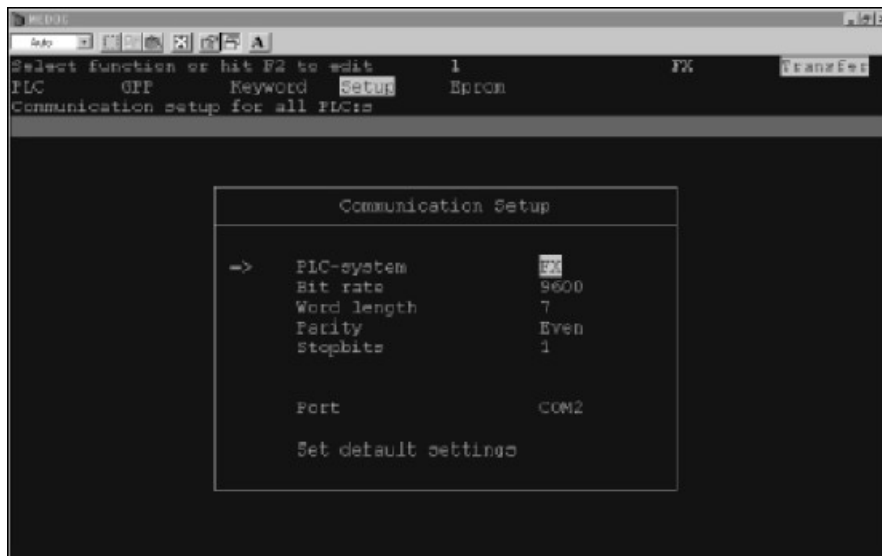 MEDOC
Auto A
Select function or hit F2 to edit 1 FX Transfer
PLC GPP Keyword Setup Eprom
Communication setup for all PLC:s
Communication Setup
=> PLC-system FX
Bit rate 9600
Word length 7
Parity Even
Stopbits 1
Port COM2
Set default settings